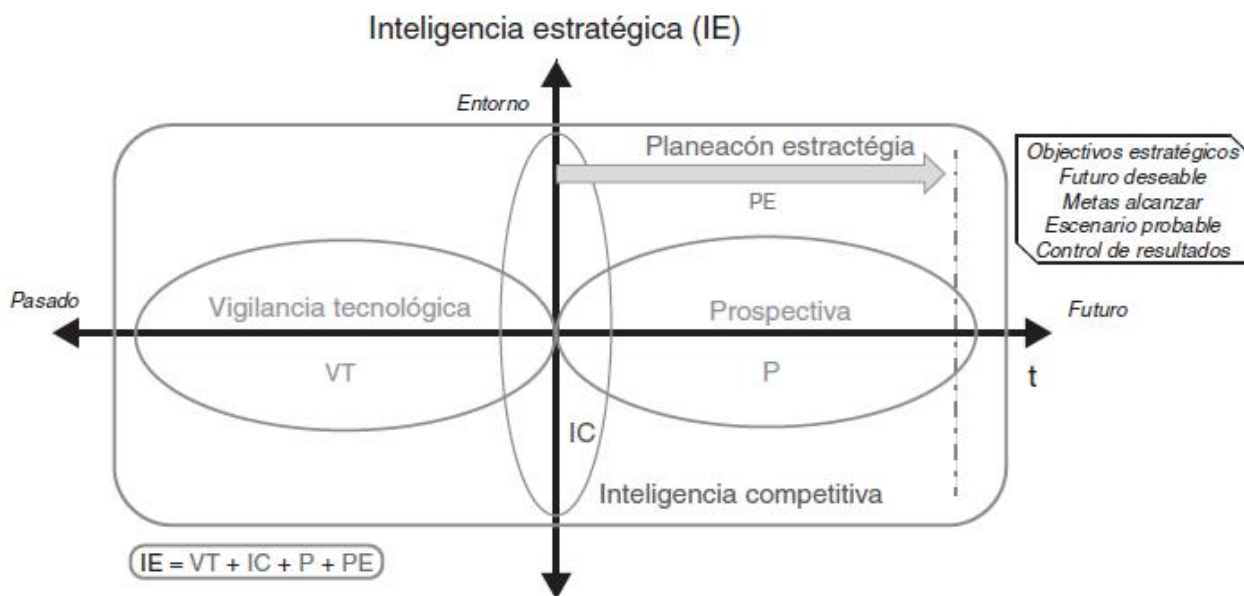 Inteligencia estratégica (IE)
Entorno
Planeacón estractégia
PE
Objectivos estratégicos
Futuro deseable
Metas alcanzar
Escenario probable
Control de resultados
Pasado
Vigilancia tecnológica
Prospectiva
Futuro
VT
P
t
IC
Inteligencia competitiva
IE = VT + IC + P + PE